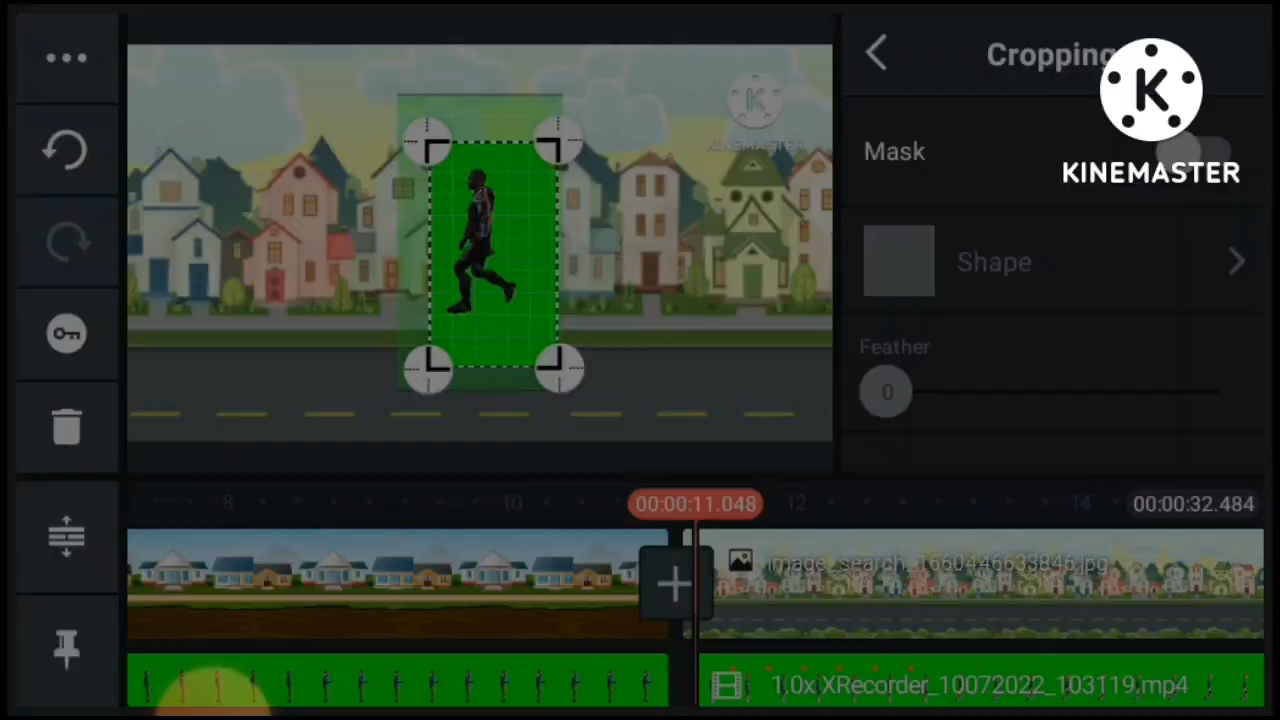 Cropping
KINEMASTER
KINEMASTER
Mask
Shape
Feather
0
8
10
00:00:11.048
12
14
00:00:32.484
image_search_1660446633846.jpg
1.0x XRecorder_10072022_103119.mp4